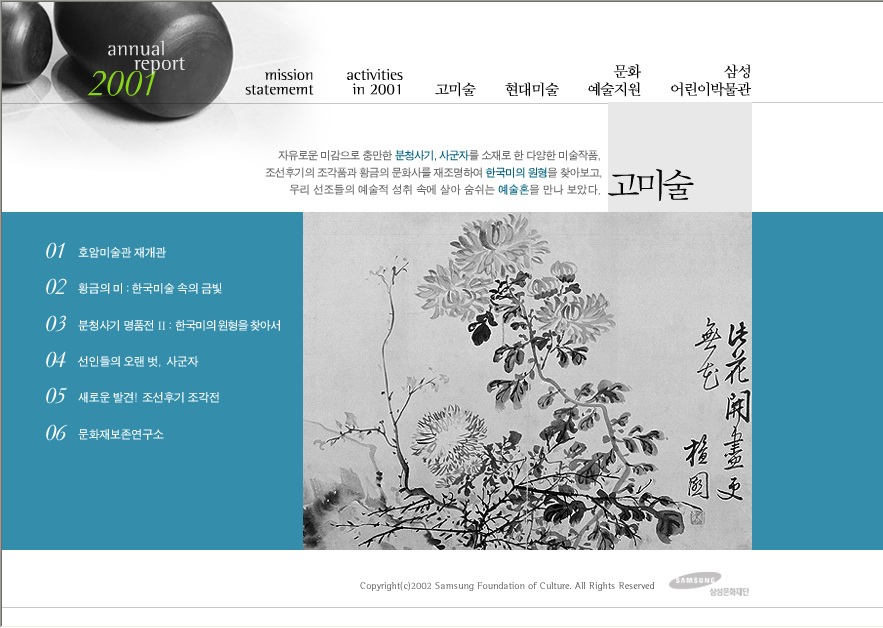 annual
report
2001
mission
statememt
activities
in 2001
고미술
현대미술
문화
예술지원
삼성
어린이박물관
자유로운 미감으로 충만한 분청사기, 사군자를 소재로 한 다양한 미술작품,
조선후기의 조각품과 황금의 문화사를 재조명하여 한국미의 원형을 찾아보고,
우리 선조들의 예술적 성취 속에 살아 숨쉬는 예술혼을 만나 보았다.
고미술
01 호암미술관 재개관
02 황금의 미 : 한국미술 속의 금빛
03 분청사기 명품전 II : 한국미의 원형을 찾아서
04 선인들의 오랜 벗, 사군자
05 새로운 발견! 조선후기 조각전
06 문화재보존연구소
此花開盡更
無花
檀園
Copyright(c)2002 Samsung Foundation of Culture. All Rights Reserved
SAMSUNG
삼성문화재단